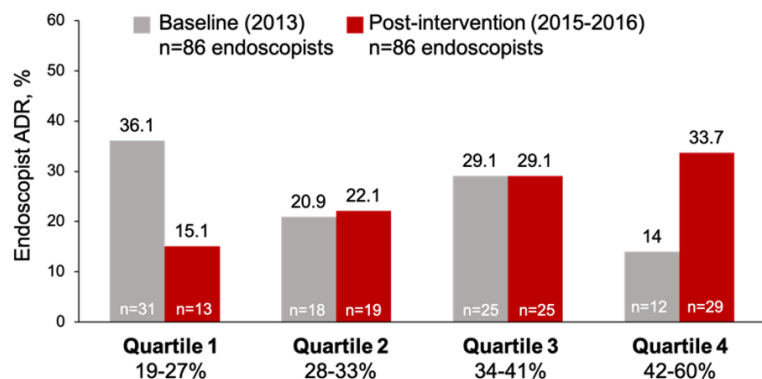 60
50
40
30
20
10
0
Endoscopist ADR, %
Baseline (2013)
n=86 endoscopists
Post-intervention (2015-2016)
n=86 endoscopists
36.1
15.1
20.9
22.1
29.1
29.1
14
33.7
n=31
n=13
n=18
n=19
n=25
n=25
n=12
n=29
Quartile 1
19-27%
Quartile 2
28-33%
Quartile 3
34-41%
Quartile 4
42-60%